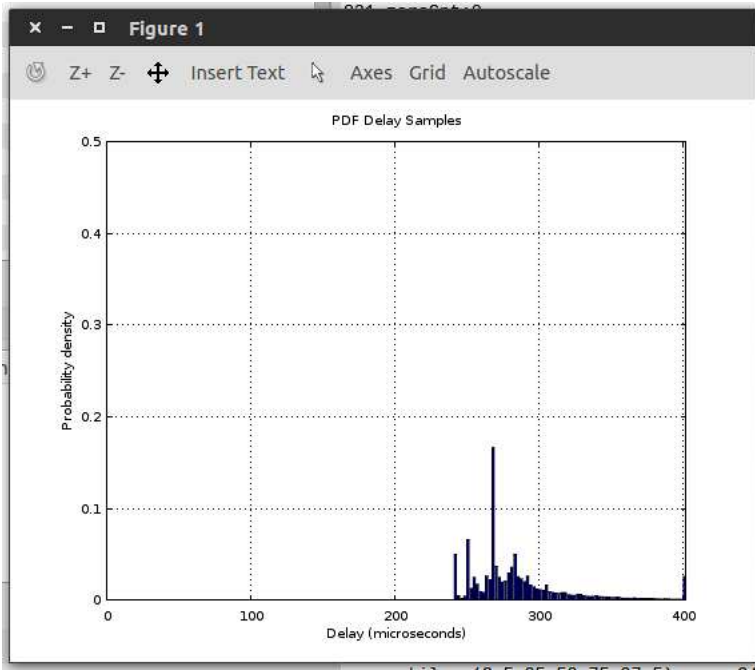 Figure 1
Z+ Z- Insert Text Axes Grid Autoscale
PDF Delay Samples
0.5
0.4
0.3
0.2
0.1
0
Probability density
0 100 200 300 400
Delay (microseconds)